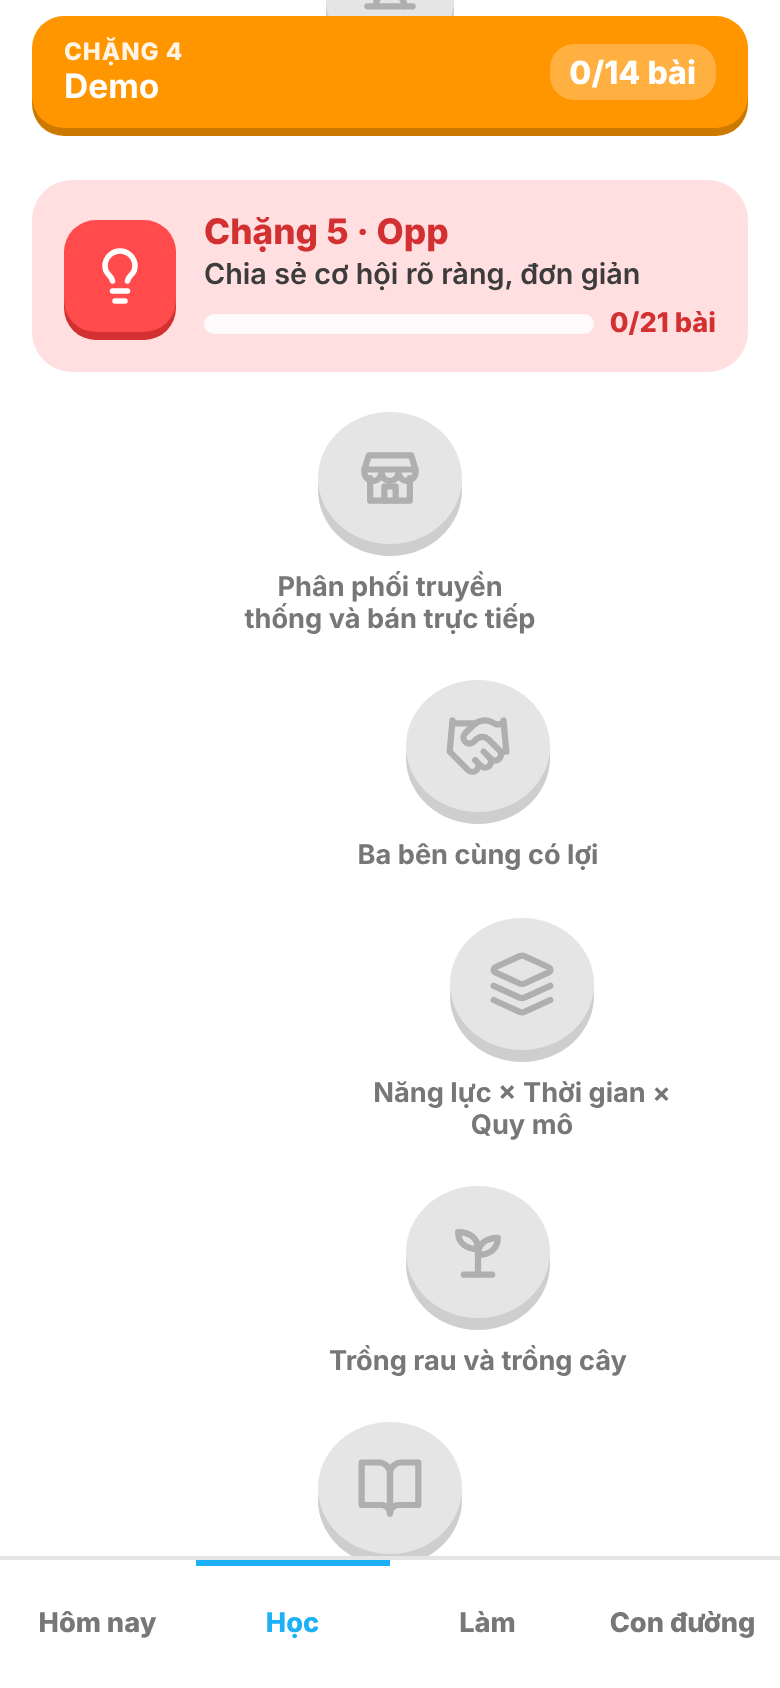 CHẶNG 4
Demo
0/14 bài
Chặng 5 · Opp
Chia sẻ cơ hội rõ ràng, đơn giản
0/21 bài
Phân phối truyền
thống và bán trực tiếp
Ba bên cùng có lợi
Năng lực × Thời gian ×
Quy mô
Trồng rau và trồng cây
Hôm nay
Học
Làm
Con đường